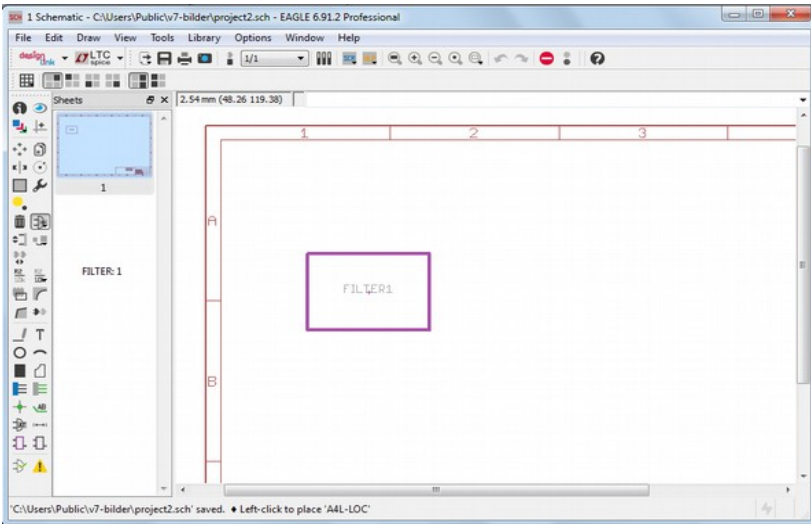 1 Schematic - C:\Users\Public\v7-bilder\project2.sch - EAGLE 6.91.2 Professional
File Edit Draw View Tools Library Options Window Help
design link LTC spice 1/1
Sheets
2.54 mm (48.26 119.38)
1 2 3
1
A
FILTER: 1
FILTER1
B
'C:\Users\Public\v7-bilder\project2.sch' saved. ♦ Left-click to place 'A4L-LOC'